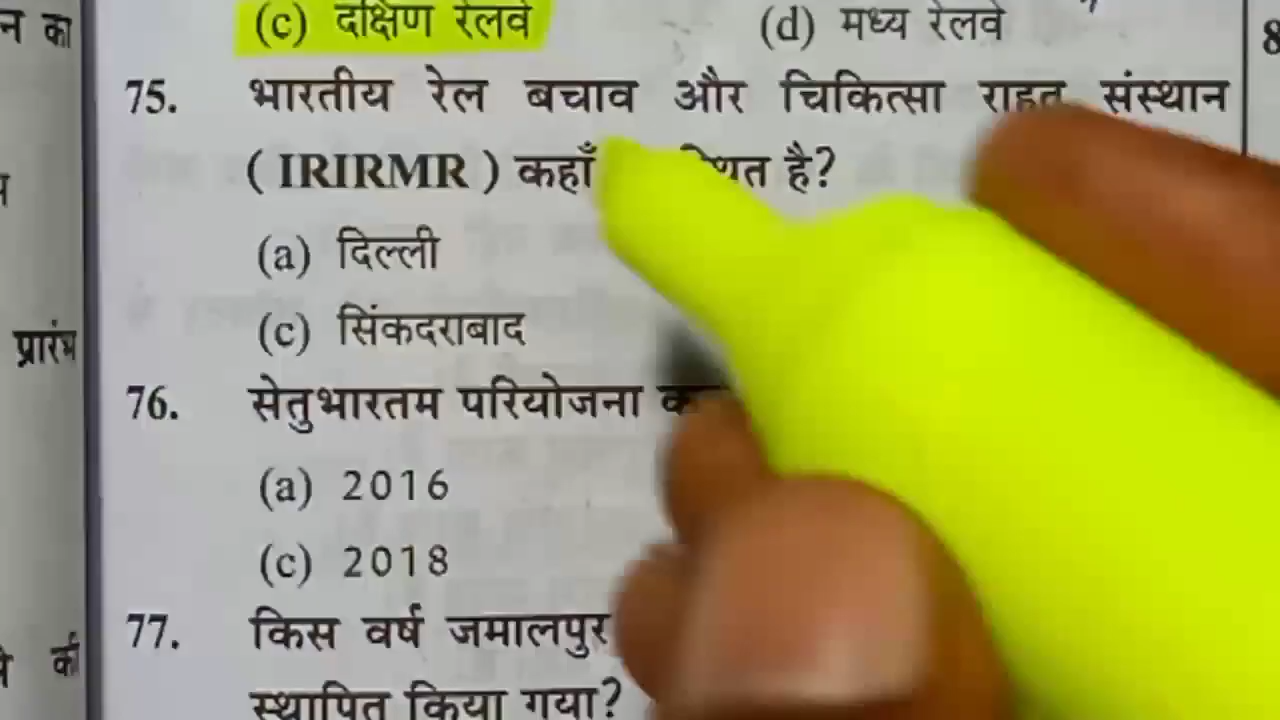 न का
(c) दक्षिण रेलवे (d) मध्य रेलवे
8
75. भारतीय रेल बचाव और चिकित्सा राहत संस्थान
( IRIRMR ) कहाँ है?
(a) दिल्ली
(c) सिंकदराबाद
प्रारंभ
76. सेतुभारतम परियोजना
(a) 2016
(c) 2018
77. किस वर्ष जमालपुर
की
स्थापित किया गया?